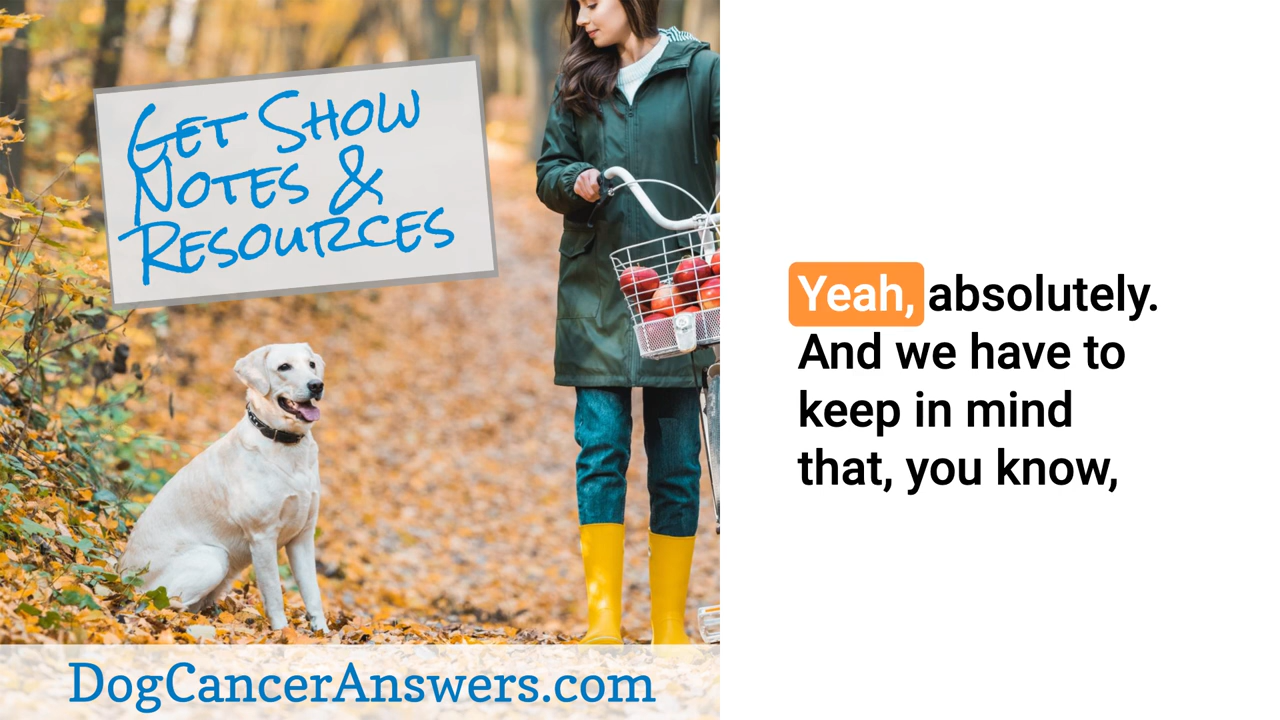 Get Show
Notes &
Resources
DogCancerAnswers.com
Yeah, absolutely.
And we have to
keep in mind
that, you know,